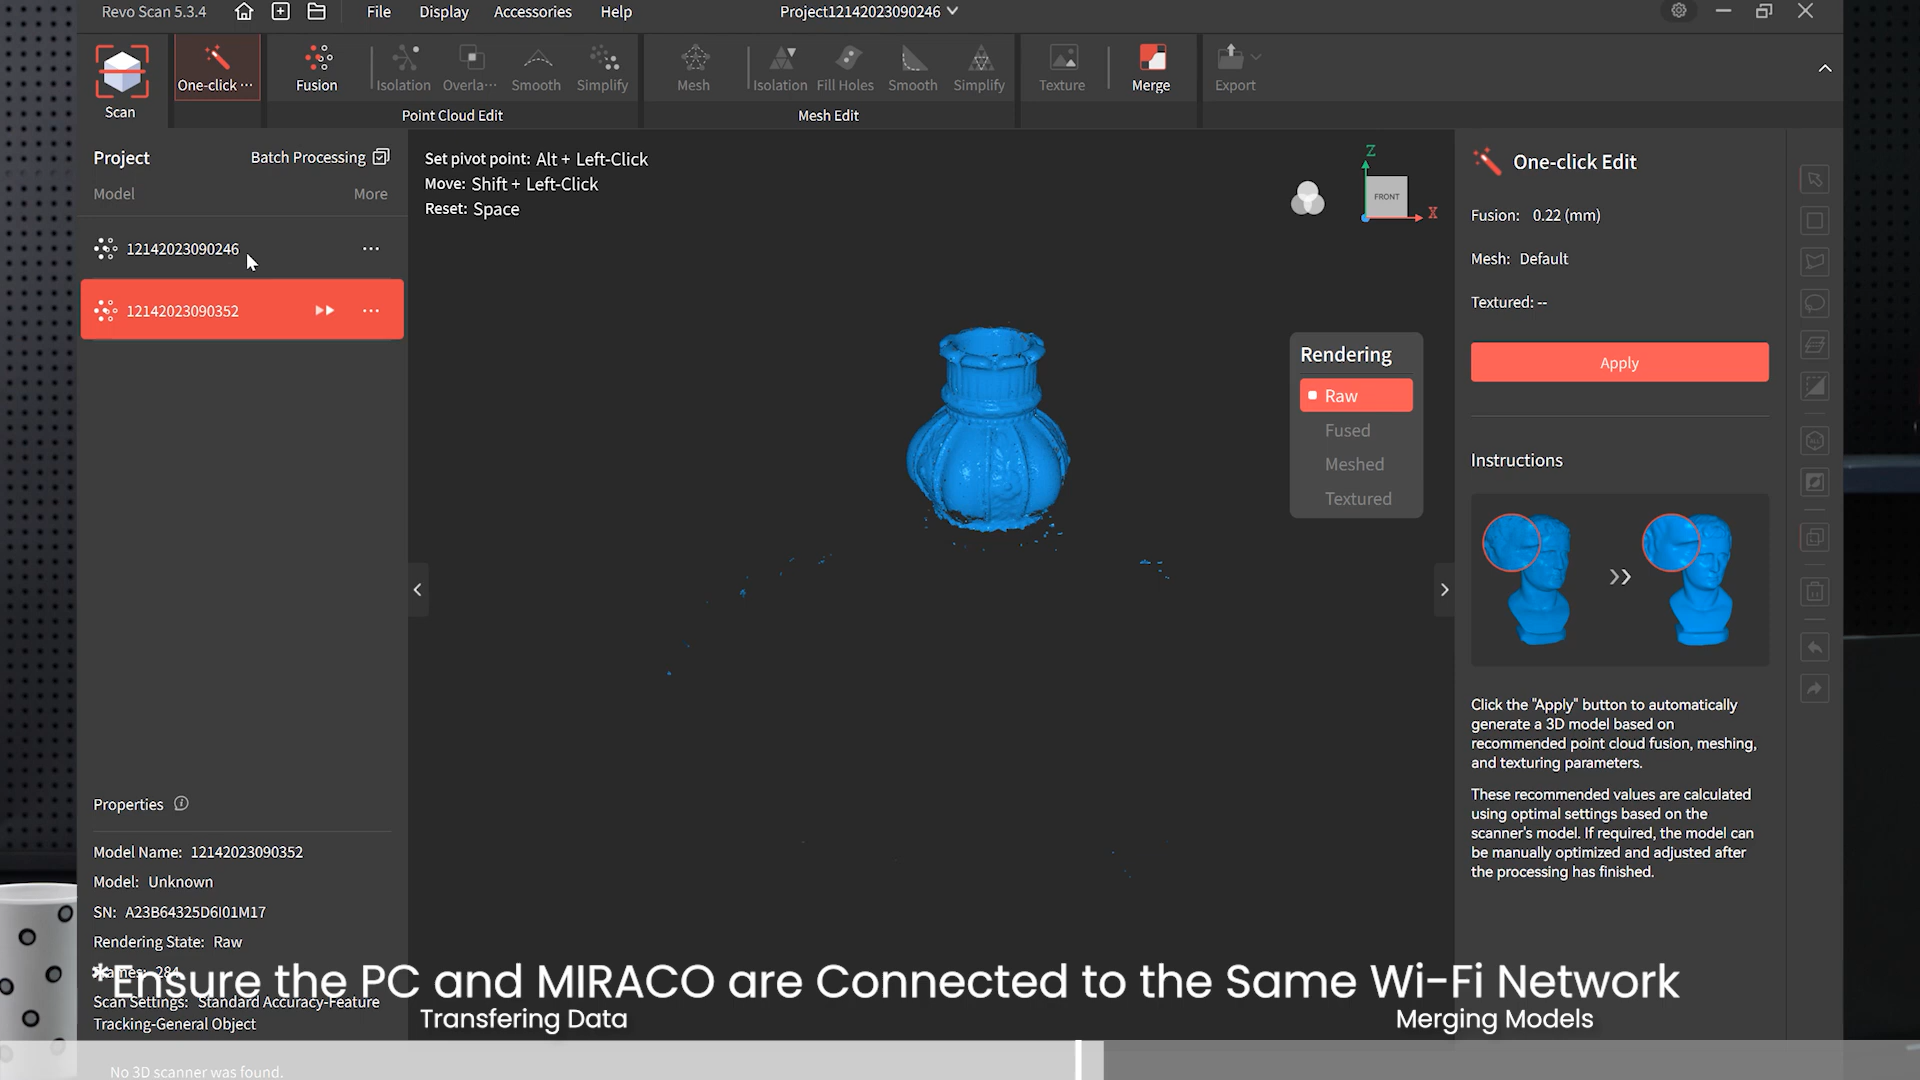 Revo Scan 5.3.4
File
Display
Accessories
Help
Project12142023090246
Scan
One-click ...
Fusion
Isolation
Overla...
Smooth
Simplify
Point Cloud Edit
Mesh
Isolation
Fill Holes
Smooth
Simplify
Mesh Edit
Texture
Merge
Export
Project
Batch Processing
Model
More
12142023090246
12142023090352
Set pivot point: Alt + Left-Click
Move: Shift + Left-Click
Reset: Space
Z
FRONT
X
Rendering
Raw
Fused
Meshed
Textured
One-click Edit
Fusion: 0.22 (mm)
Mesh: Default
Textured: --
Apply
Instructions
Click the "Apply" button to automatically
generate a 3D model based on
recommended point cloud fusion, meshing,
and texturing parameters.
These recommended values are calculated
using optimal settings based on the
scanner's model. If required, the model can
be manually optimized and adjusted after
the processing has finished.
Properties
Model Name: 12142023090352
Model: Unknown
SN: A23B64325D6I01M17
Rendering State: Raw
*Ensure the PC and MIRACO are Connected to the Same Wi-Fi Network
Scan Settings: Standard Accuracy-Feature
Tracking-General Object
Transfering Data
Merging Models
No 3D scanner was found.